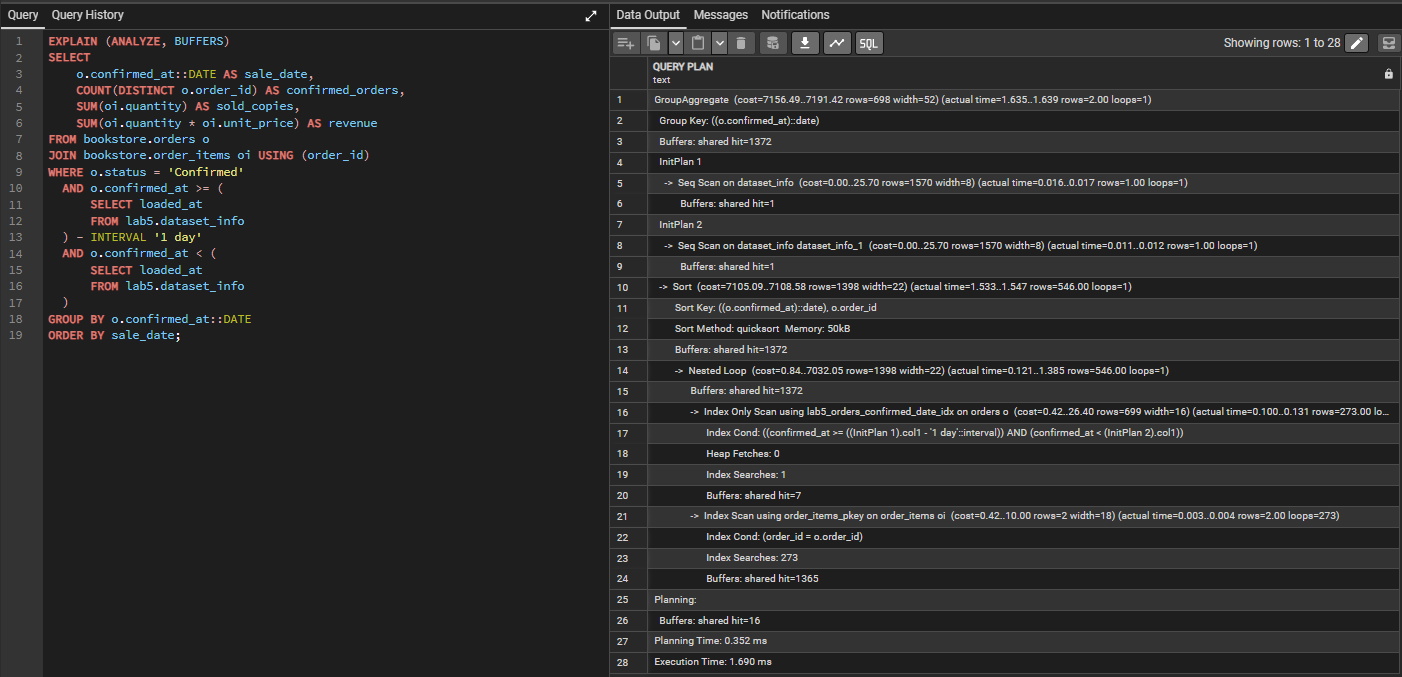 Query Query History
1 EXPLAIN (ANALYZE, BUFFERS)
2 SELECT
3 o.confirmed_at::DATE AS sale_date,
4 COUNT(DISTINCT o.order_id) AS confirmed_orders,
5 SUM(oi.quantity) AS sold_copies,
6 SUM(oi.quantity * oi.unit_price) AS revenue
7 FROM bookstore.orders o
8 JOIN bookstore.order_items oi USING (order_id)
9 WHERE o.status = 'Confirmed'
10 AND o.confirmed_at >= (
11 SELECT loaded_at
12 FROM lab5.dataset_info
13 ) - INTERVAL '1 day'
14 AND o.confirmed_at < (
15 SELECT loaded_at
16 FROM lab5.dataset_info
17 )
18 GROUP BY o.confirmed_at::DATE
19 ORDER BY sale_date;
Data Output Messages Notifications
SQL
Showing rows: 1 to 28
QUERY PLAN
text
1 GroupAggregate (cost=7156.49..7191.42 rows=698 width=52) (actual time=1.635..1.639 rows=2.00 loops=1)
2 Group Key: ((o.confirmed_at)::date)
3 Buffers: shared hit=1372
4 InitPlan 1
5 -> Seq Scan on dataset_info (cost=0.00..25.70 rows=1570 width=8) (actual time=0.016..0.017 rows=1.00 loops=1)
6 Buffers: shared hit=1
7 InitPlan 2
8 -> Seq Scan on dataset_info dataset_info_1 (cost=0.00..25.70 rows=1570 width=8) (actual time=0.011..0.012 rows=1.00 loops=1)
9 Buffers: shared hit=1
10 -> Sort (cost=7105.09..7108.58 rows=1398 width=22) (actual time=1.533..1.547 rows=546.00 loops=1)
11 Sort Key: ((o.confirmed_at)::date), o.order_id
12 Sort Method: quicksort Memory: 50kB
13 Buffers: shared hit=1372
14 -> Nested Loop (cost=0.84..7032.05 rows=1398 width=22) (actual time=0.121..1.385 rows=546.00 loops=1)
15 Buffers: shared hit=1372
16 -> Index Only Scan using lab5_orders_confirmed_date_idx on orders o (cost=0.42..26.40 rows=699 width=16) (actual time=0.100..0.131 rows=273.00 lo...
17 Index Cond: ((confirmed_at >= ((InitPlan 1).col1 - '1 day'::interval)) AND (confirmed_at < (InitPlan 2).col1))
18 Heap Fetches: 0
19 Index Searches: 1
20 Buffers: shared hit=7
21 -> Index Scan using order_items_pkey on order_items oi (cost=0.42..10.00 rows=2 width=18) (actual time=0.003..0.004 rows=2.00 loops=273)
22 Index Cond: (order_id = o.order_id)
23 Index Searches: 273
24 Buffers: shared hit=1365
25 Planning:
26 Buffers: shared hit=16
27 Planning Time: 0.352 ms
28 Execution Time: 1.690 ms